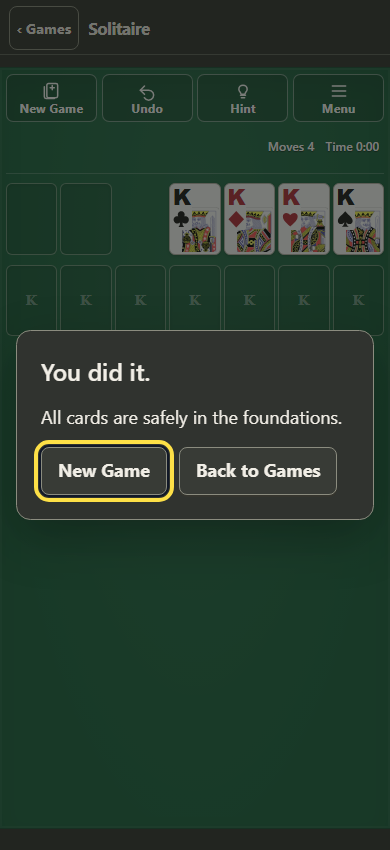 ‹ Games Solitaire
New Game Undo Hint Menu
Moves 4 Time 0:00
K K K K
K K K K K K K
You did it.
All cards are safely in the foundations.
New Game Back to Games